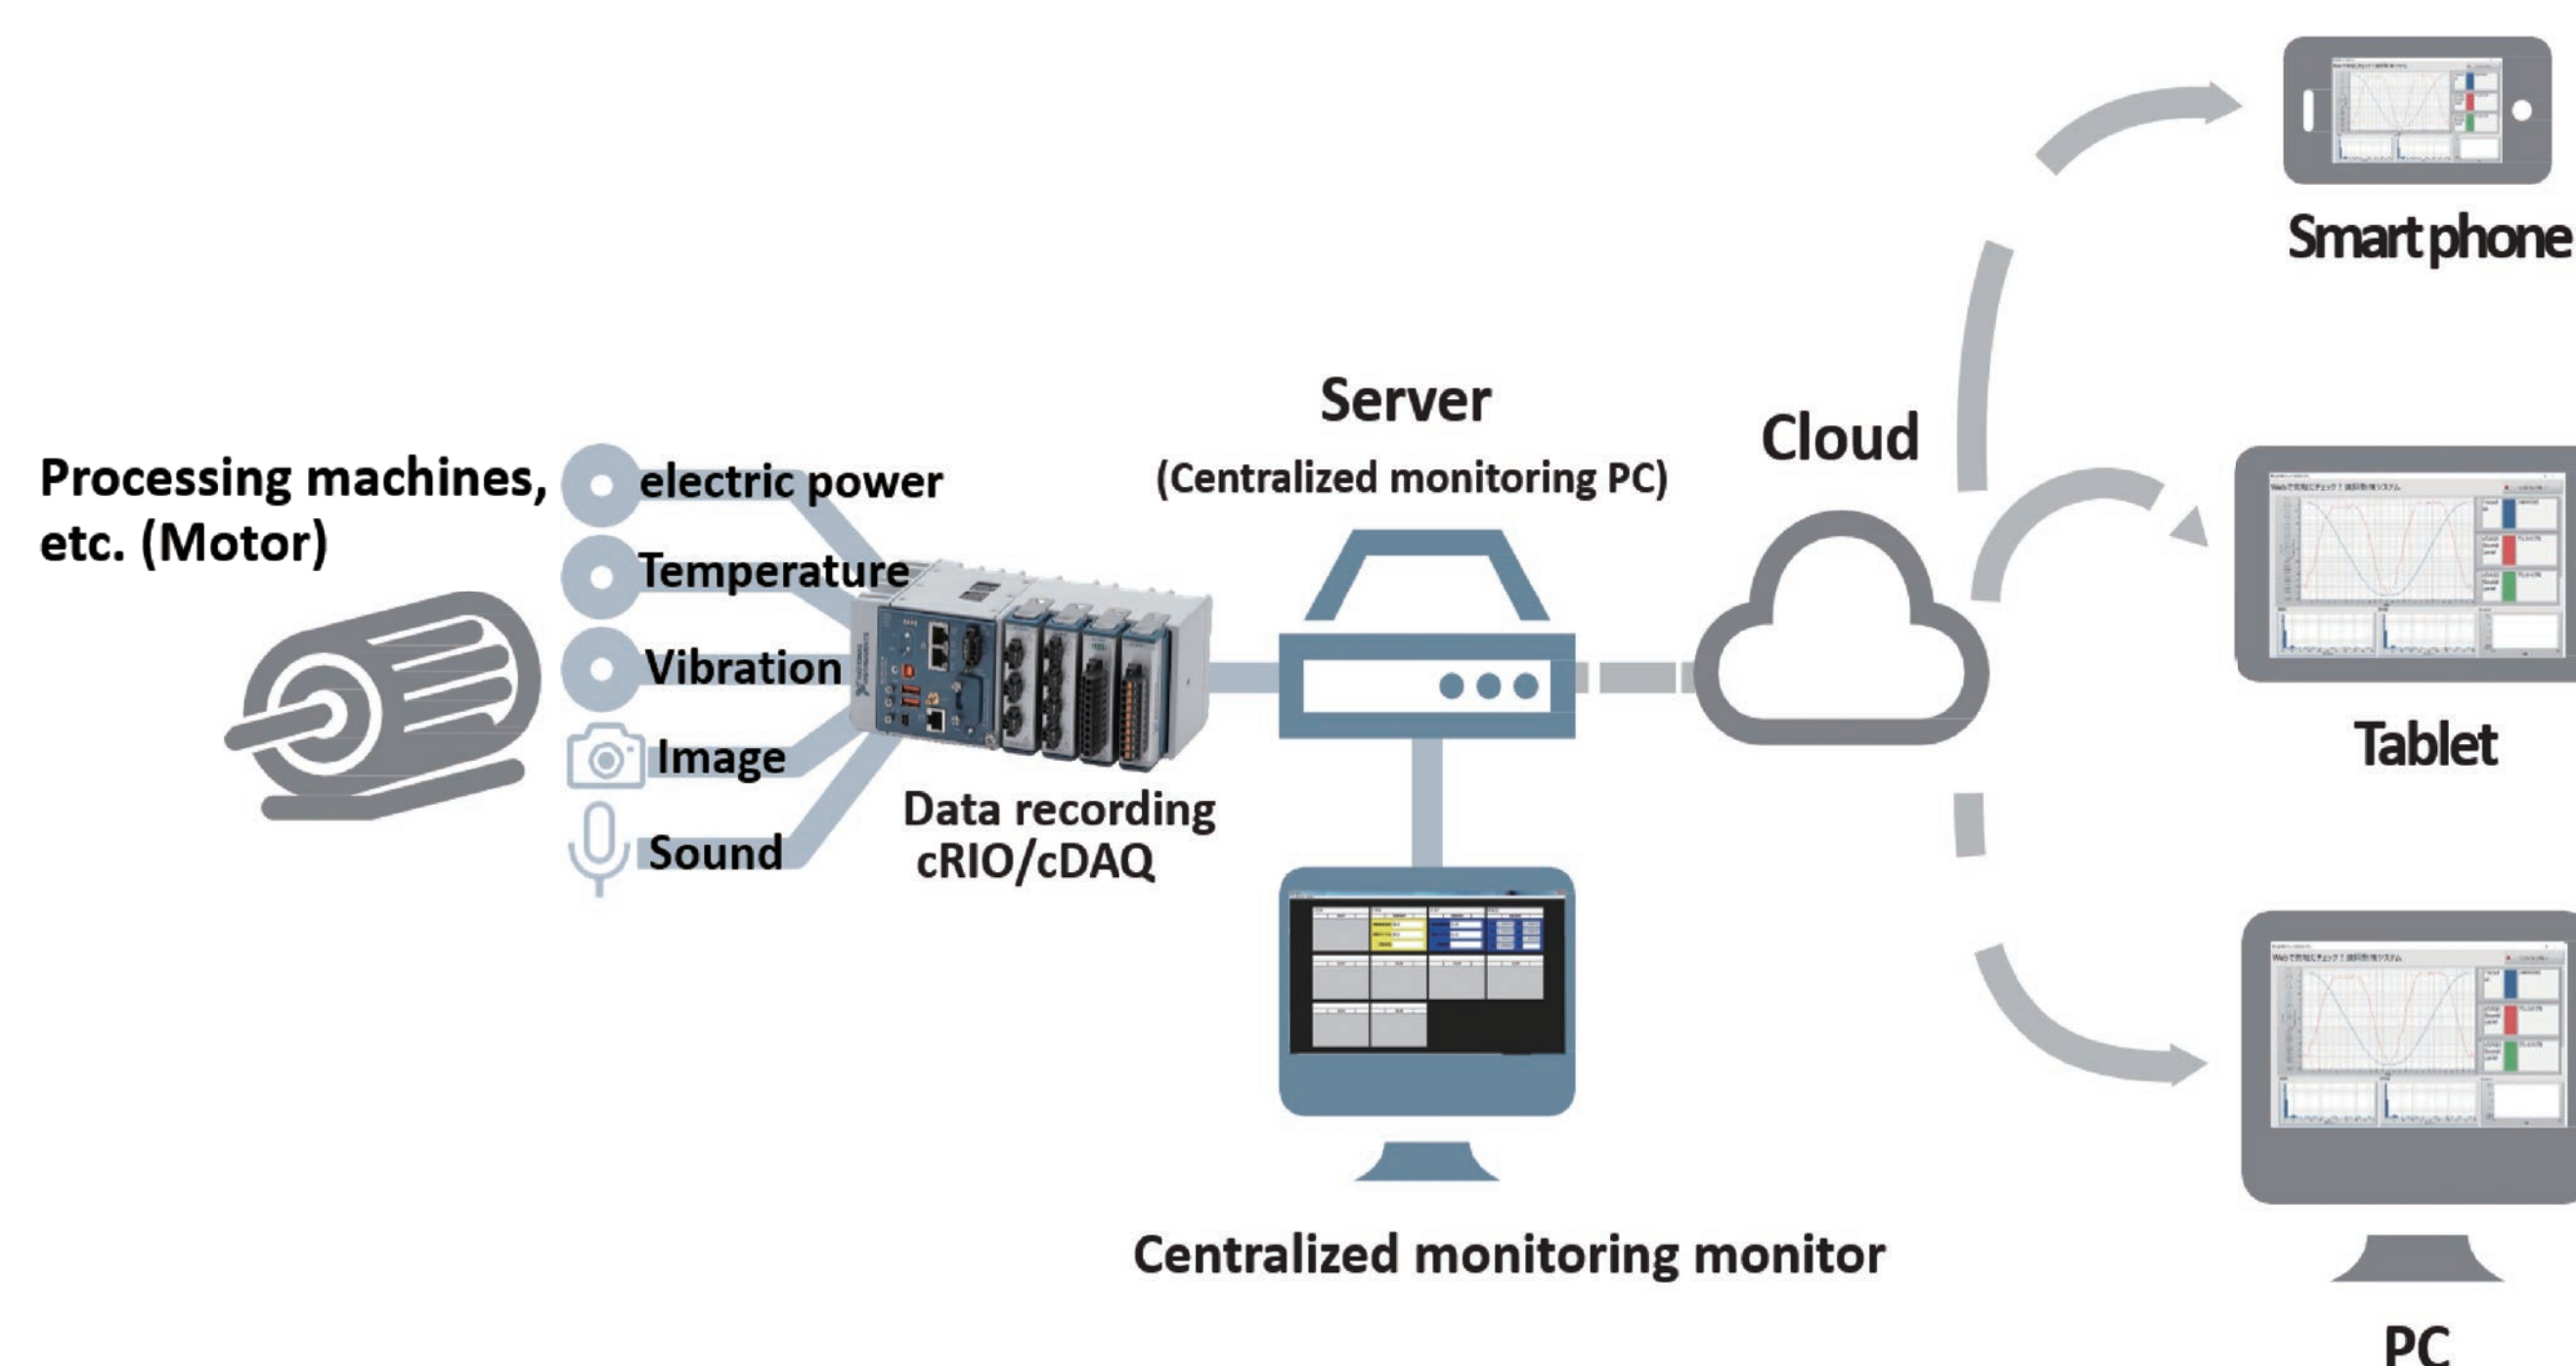 Smart phone
Server
(Centralized monitoring PC)
Cloud
Processing machines,
etc. (Motor)
electric power
Temperature
Vibration
Image
Sound
Data recording
cRIO/cDAQ
Tablet
Centralized monitoring monitor
PC